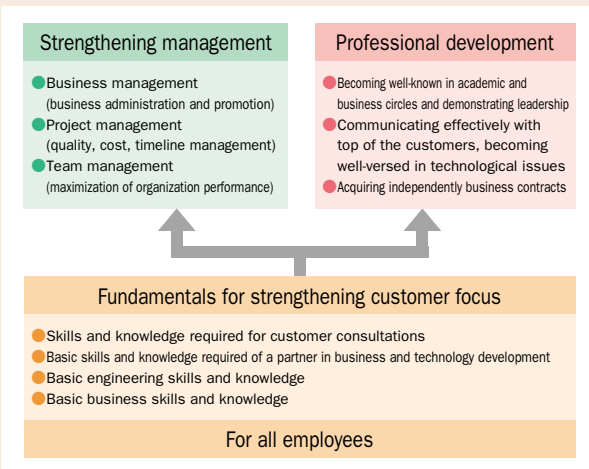 Strengthening management
●Business management
(business administration and promotion)
●Project management
(quality, cost, timeline management)
●Team management
(maximization of organization performance)
Professional development
●Becoming well-known in academic and
business circles and demonstrating leadership
●Communicating effectively with
top of the customers, becoming
well-versed in technological issues
●Acquiring independently business contracts
Fundamentals for strengthening customer focus
●Skills and knowledge required for customer consultations
●Basic skills and knowledge required of a partner in business and technology development
●Basic engineering skills and knowledge
●Basic business skills and knowledge
For all employees